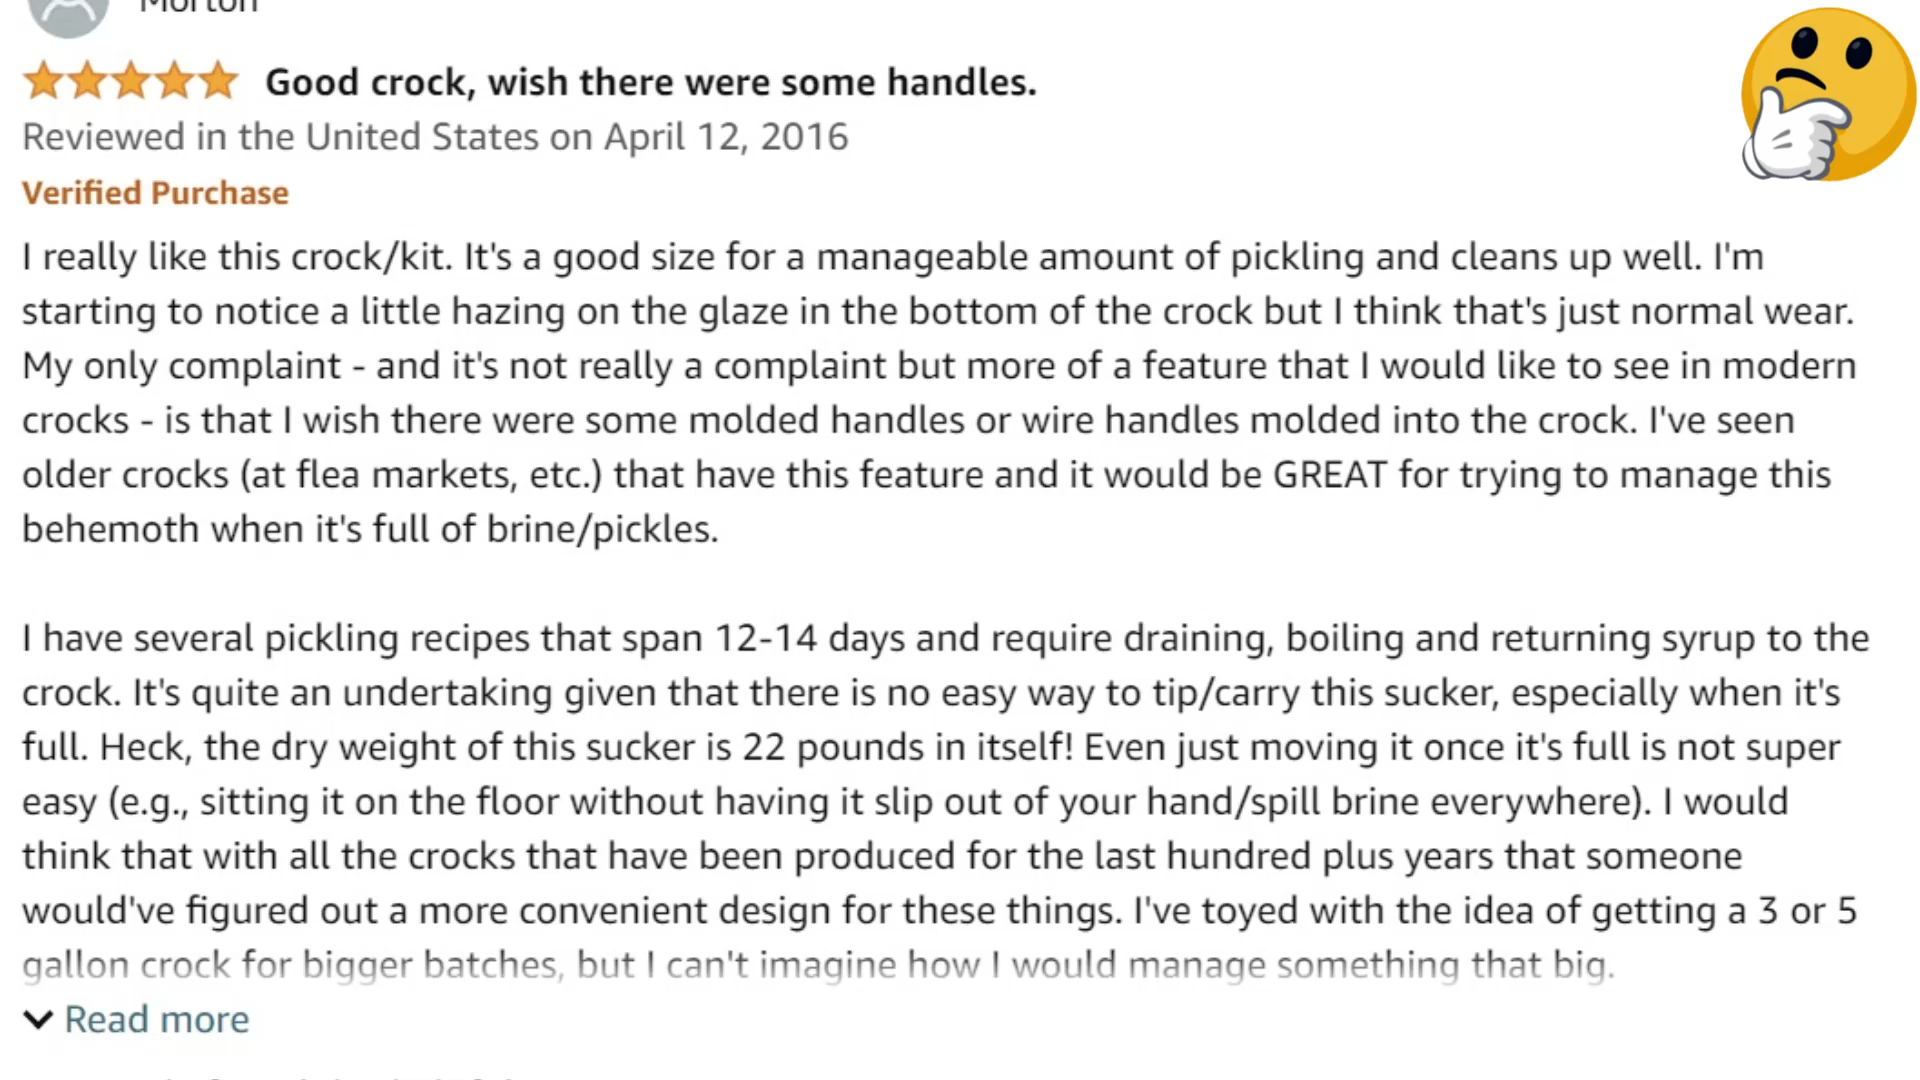 Morton
Good crock, wish there were some handles.
Reviewed in the United States on April 12, 2016
Verified Purchase
I really like this crock/kit. It's a good size for a manageable amount of pickling and cleans up well. I'm
starting to notice a little hazing on the glaze in the bottom of the crock but I think that's just normal wear.
My only complaint - and it's not really a complaint but more of a feature that I would like to see in modern
crocks - is that I wish there were some molded handles or wire handles molded into the crock. I've seen
older crocks (at flea markets, etc.) that have this feature and it would be GREAT for trying to manage this
behemoth when it's full of brine/pickles.
I have several pickling recipes that span 12-14 days and require draining, boiling and returning syrup to the
crock. It's quite an undertaking given that there is no easy way to tip/carry this sucker, especially when it's
full. Heck, the dry weight of this sucker is 22 pounds in itself! Even just moving it once it's full is not super
easy (e.g., sitting it on the floor without having it slip out of your hand/spill brine everywhere). I would
think that with all the crocks that have been produced for the last hundred plus years that someone
would've figured out a more convenient design for these things. I've toyed with the idea of getting a 3 or 5
gallon crock for bigger batches, but I can't imagine how I would manage something that big.
Read more